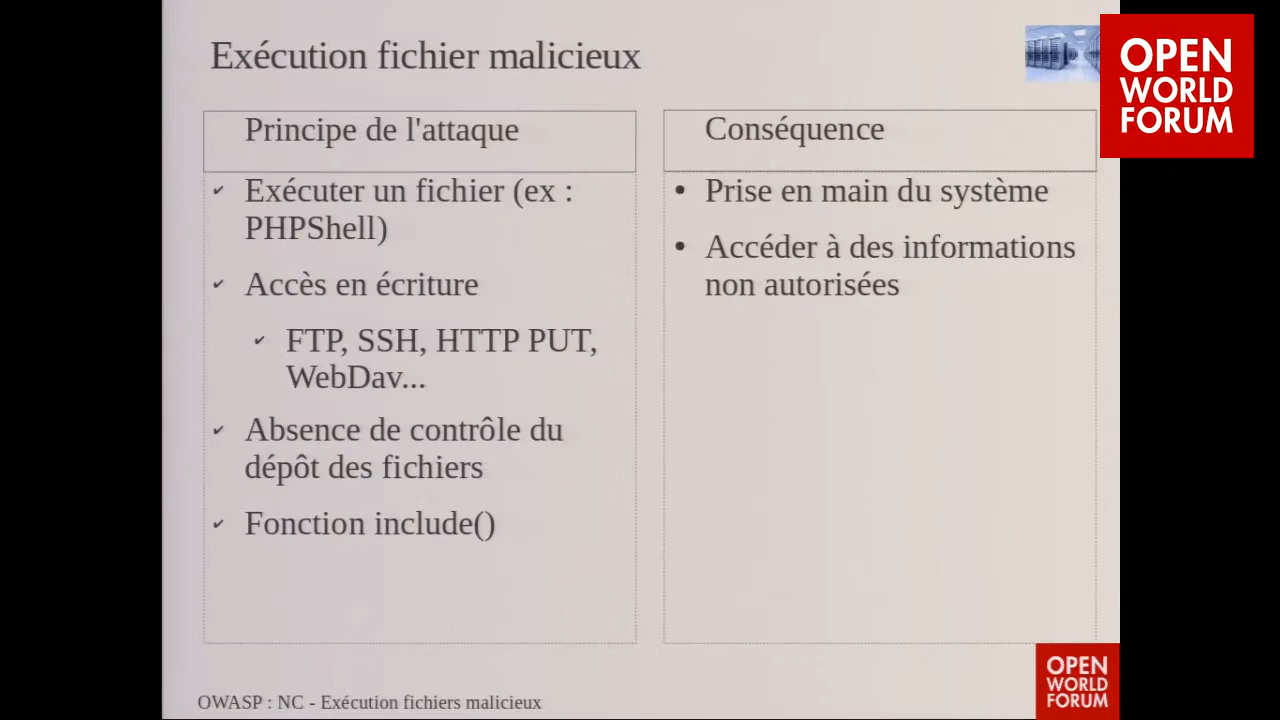 Exécution fichier malicieux
OPEN
WORLD
FORUM
Principe de l'attaque
Exécuter un fichier (ex :
PHPShell)
Accès en écriture
FTP, SSH, HTTP PUT,
WebDav...
Absence de contrôle du
dépôt des fichiers
Fonction include()
Conséquence
Prise en main du système
Accéder à des informations
non autorisées
OWASP : NC - Exécution fichiers malicieux
OPEN
WORLD
FORUM